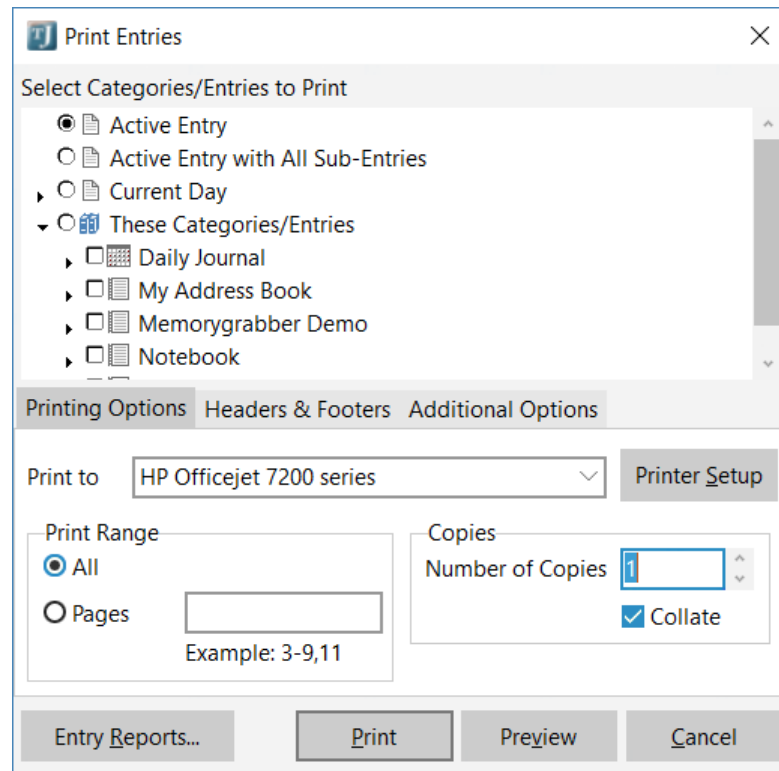 Print Entries
Select Categories/Entries to Print
Active Entry
Active Entry with All Sub-Entries
Current Day
These Categories/Entries
Daily Journal
My Address Book
Memorygrabber Demo
Notebook
Printing Options Headers & Footers Additional Options
Print to HP Officejet 7200 series Printer Setup
Print Range Copies
All Number of Copies 1
Pages Collate
Example: 3-9,11
Entry Reports... Print Preview Cancel